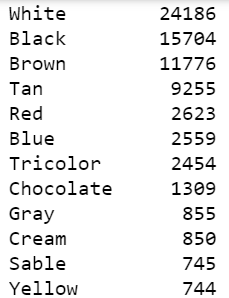 White 24186
Black 15704
Brown 11776
Tan 9255
Red 2623
Blue 2559
Tricolor 2454
Chocolate 1309
Gray 855
Cream 850
Sable 745
Yellow 744